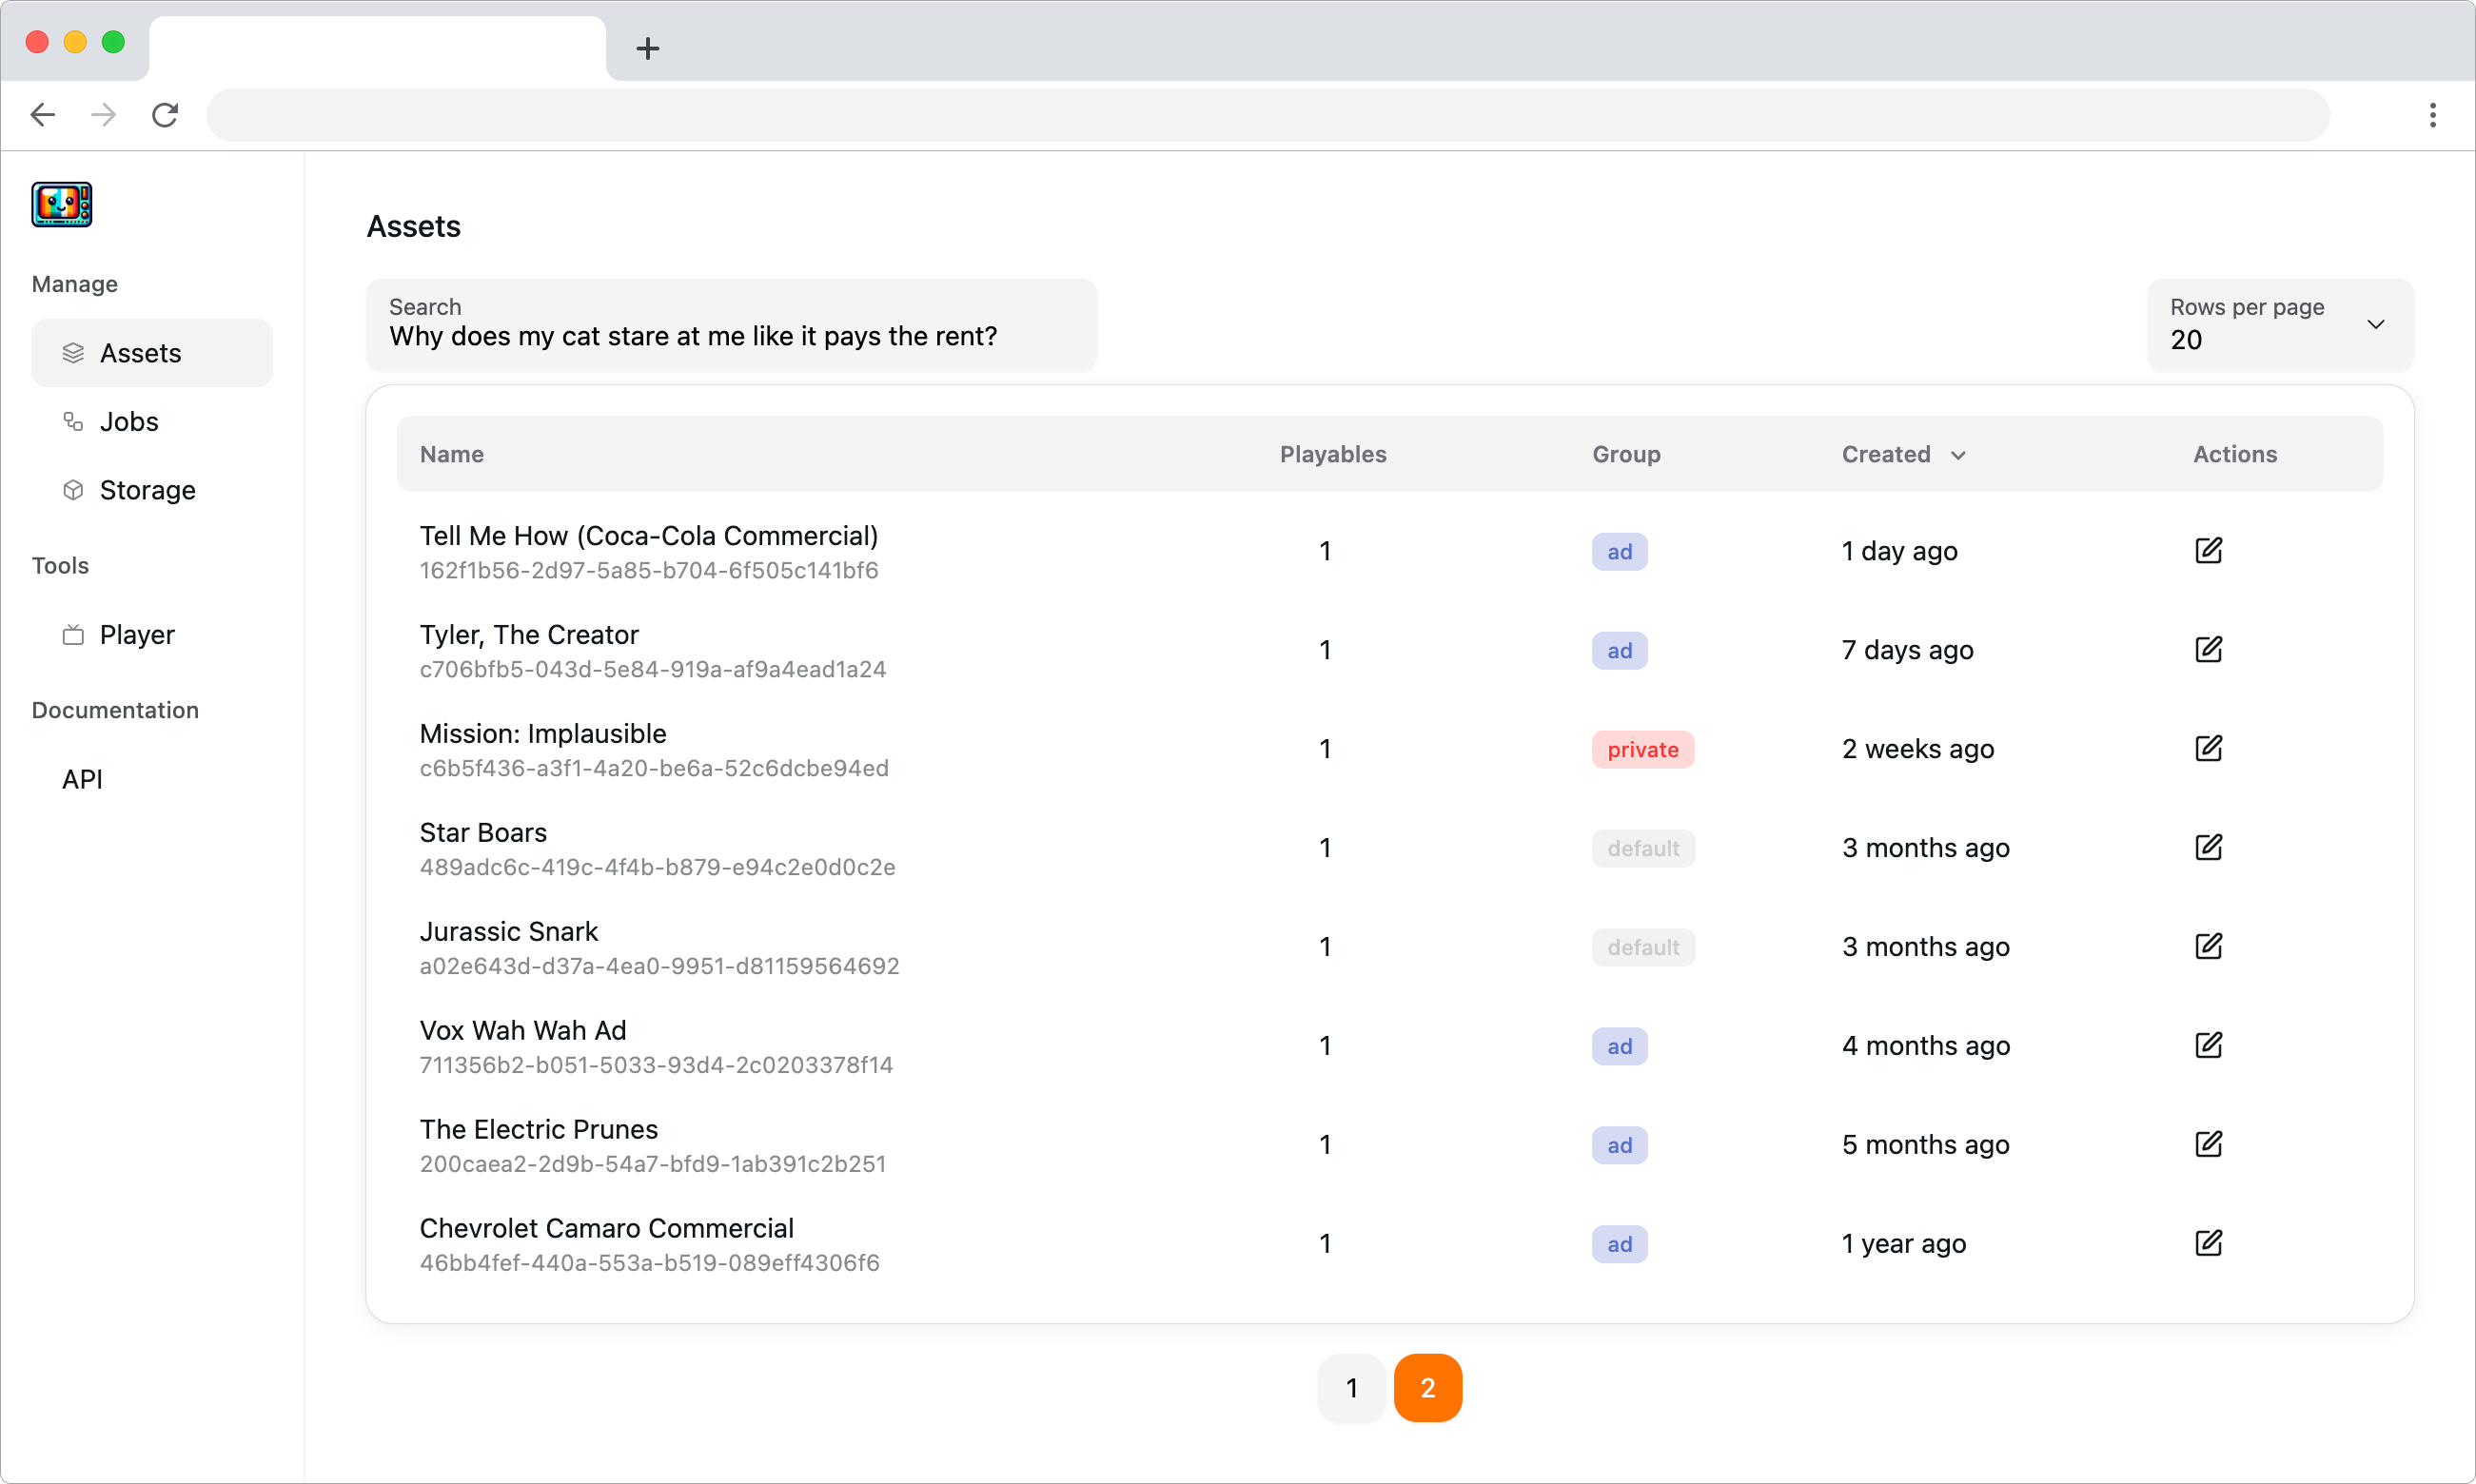 Manage
Assets
Jobs
Storage
Tools
Player
Documentation
API
Assets
Search
Why does my cat stare at me like it pays the rent?
Rows per page
20
Name Playables Group Created Actions
Tell Me How (Coca-Cola Commercial)
162f1b56-2d97-5a85-b704-6f505c141bf6
1 ad 1 day ago
Tyler, The Creator
c706bfb5-043d-5e84-919a-af9a4ead1a24
1 ad 7 days ago
Mission: Implausible
c6b5f436-a3f1-4a20-be6a-52c6dcbe94ed
1 private 2 weeks ago
Star Boars
489adc6c-419c-4f4b-b879-e94c2e0d0c2e
1 default 3 months ago
Jurassic Snark
a02e643d-d37a-4ea0-9951-d81159564692
1 default 3 months ago
Vox Wah Wah Ad
711356b2-b051-5033-93d4-2c0203378f14
1 ad 4 months ago
The Electric Prunes
200caea2-2d9b-54a7-bfd9-1ab391c2b251
1 ad 5 months ago
Chevrolet Camaro Commercial
46bb4fef-440a-553a-b519-089eff4306f6
1 ad 1 year ago
1 2